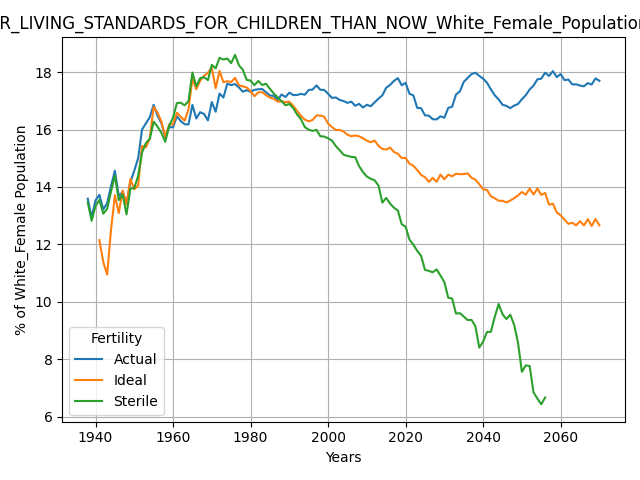 R_LIVING_STANDARDS_FOR_CHILDREN_THAN_NOW_White_Female_Population
% of White_Female Population
18
16
14
12
10
8
6
Fertility
Actual
Ideal
Sterile
1940 1960 1980 2000 2020 2040 2060
Years